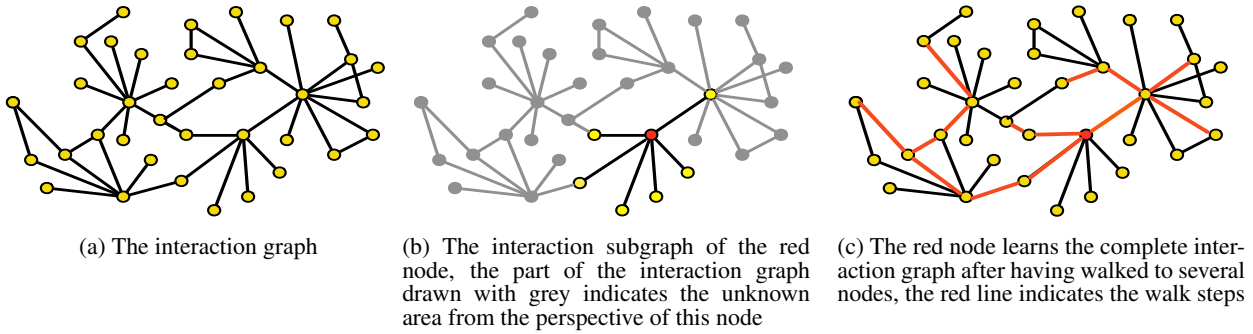 (a) The interaction graph
(b) The interaction subgraph of the red
node, the part of the interaction graph
drawn with grey indicates the unknown
area from the perspective of this node
(c) The red node learns the complete inter-
action graph after having walked to several
nodes, the red line indicates the walk steps